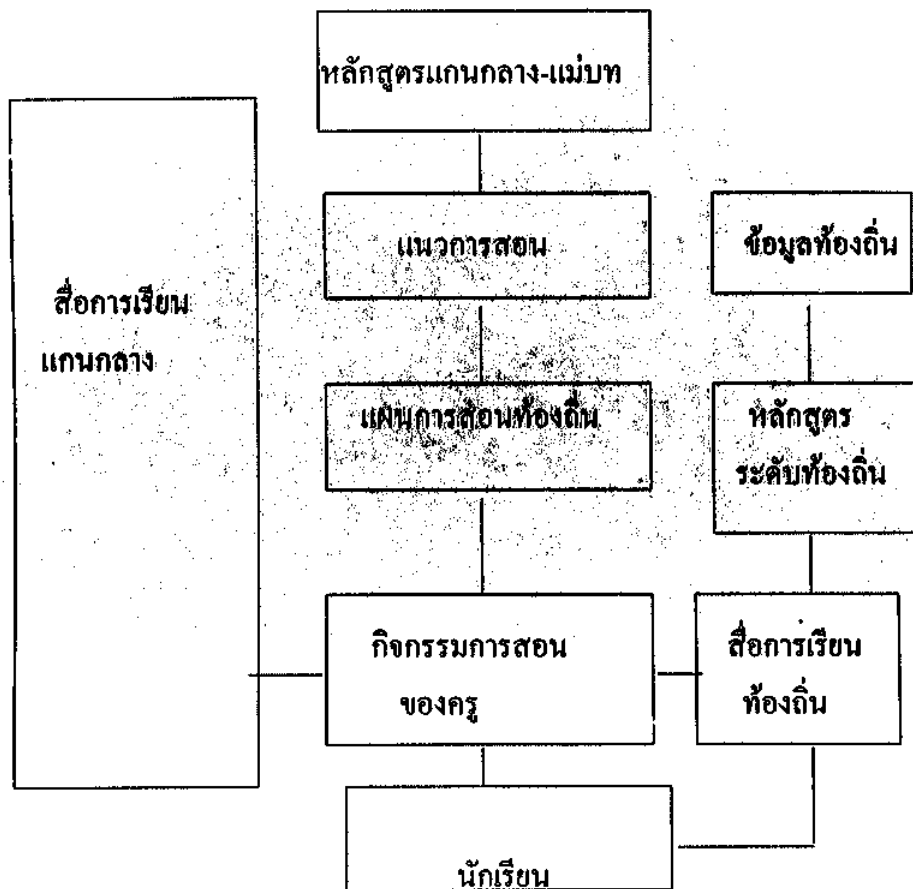 หลักสูตรแกนกลาง-แม่บท
แนวการสอน
ข้อมูลท้องถิ่น
สื่อการเรียน
แกนกลาง
แผนการสอนท้องถิ่น
หลักสูตร
ระดับท้องถิ่น
กิจกรรมการสอน
ของครู
สื่อการเรียน
ท้องถิ่น
นักเรียน